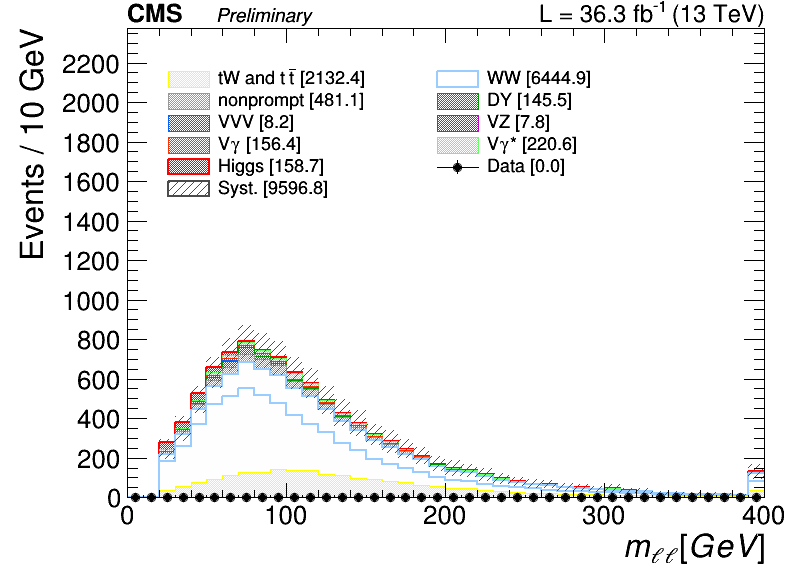 CMS Preliminary L = 36.3 fb⁻¹ (13 TeV)
Events / 10 GeV
2200
2000
1800
1600
1400
1200
1000
800
600
400
200
0
tW and tt̄ [2132.4]
nonprompt [481.1]
VVV [8.2]
Vγ [156.4]
Higgs [158.7]
Syst. [9596.8]
WW [6444.9]
DY [145.5]
VZ [7.8]
Vγ* [220.6]
Data [0.0]
0 100 200 300 400
m_ℓℓ [GeV]